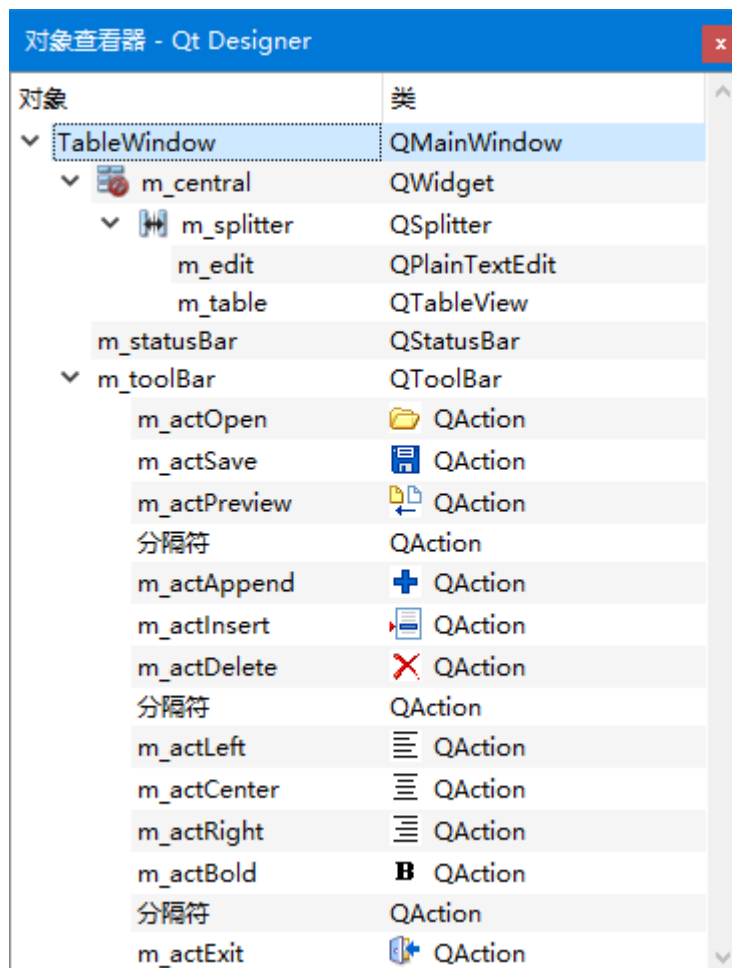 对象查看器 - Qt Designer
x
对象 类
TableWindow QMainWindow
m_central QWidget
m_splitter QSplitter
m_edit QPlainTextEdit
m_table QTableView
m_statusBar QStatusBar
m_toolBar QToolBar
m_actOpen QAction
m_actSave QAction
m_actPreview QAction
分隔符 QAction
m_actAppend QAction
m_actInsert QAction
m_actDelete QAction
分隔符 QAction
m_actLeft QAction
m_actCenter QAction
m_actRight QAction
m_actBold B QAction
分隔符 QAction
m_actExit QAction